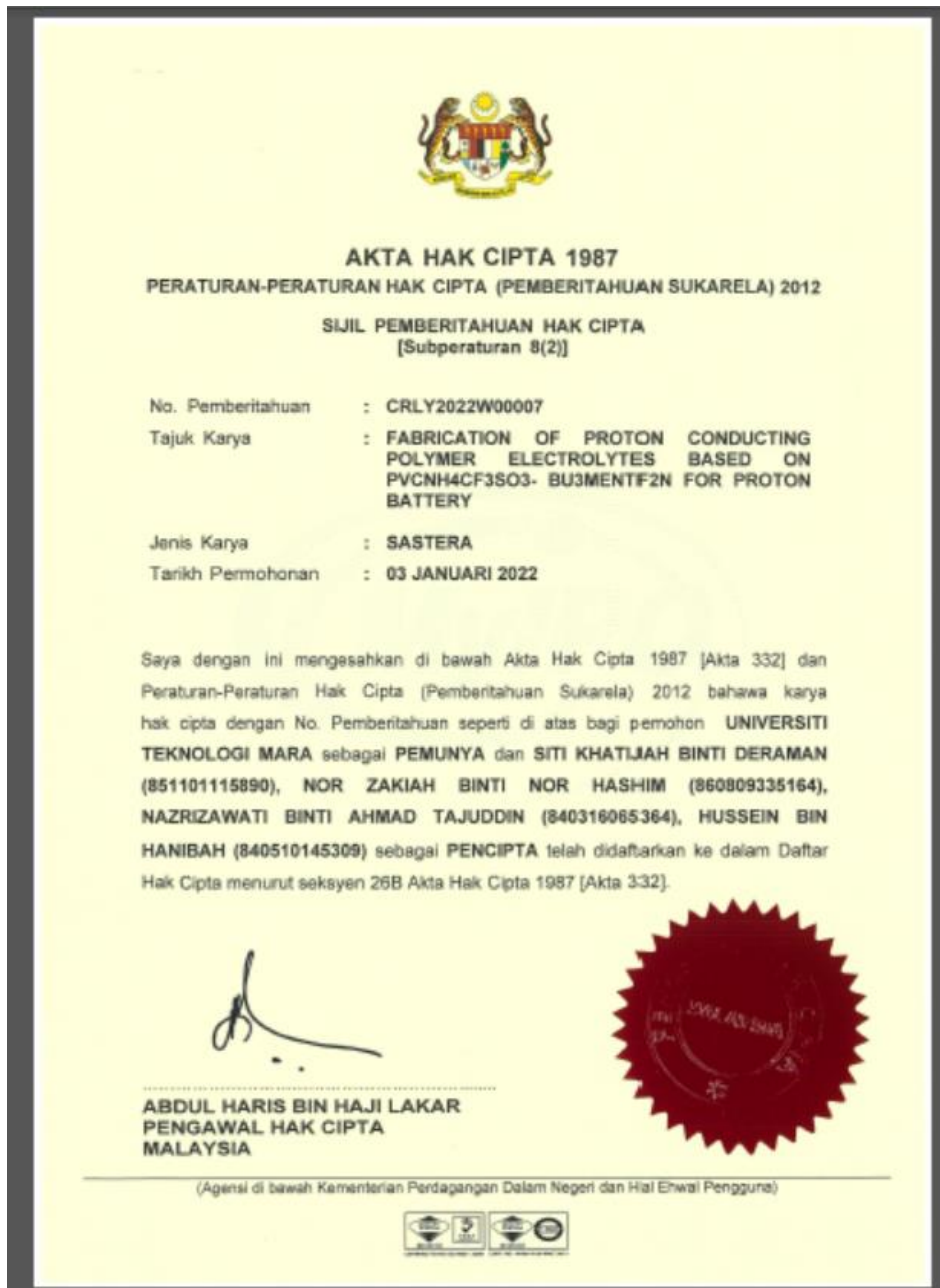 AKTA HAK CIPTA 1987
PERATURAN-PERATURAN HAK CIPTA (PEMBERITAHUAN SUKARELA) 2012
SIJIL PEMBERITAHUAN HAK CIPTA
[Subperaturan 8(2)]
No. Pemberitahuan : CRLY2022W00007
Tajuk Karya : FABRICATION OF PROTON CONDUCTING
POLYMER ELECTROLYTES BASED ON
PVCNH4CF3SO3- BU3MENTF2N FOR PROTON
BATTERY
Jenis Karya : SASTERA
Tarikh Permohonan : 03 JANUARI 2022
Saya dengan ini mengesahkan di bawah Akta Hak Cipta 1987 [Akta 332] dan
Peraturan-Peraturan Hak Cipta (Pemberitahuan Sukarela) 2012 bahawa karya
hak cipta dengan No. Pemberitahuan seperti di atas bagi pemohon UNIVERSITI
TEKNOLOGI MARA sebagai PEMUNYA dan SITI KHATIJAH BINTI DERAMAN
(851101115890), NOR ZAKIAH BINTI NOR HASHIM (860809335164),
NAZRIZAWATI BINTI AHMAD TAJUDDIN (840316065364), HUSSEIN BIN
HANIBAH (840510145309) sebagai PENCIPTA telah didaftarkan ke dalam Daftar
Hak Cipta menurut seksyen 26B Akta Hak Cipta 1987 [Akta 332].
ABDUL HARIS BIN HAJI LAKAR
PENGAWAL HAK CIPTA
MALAYSIA
(Agensi di bawah Kementerian Perdagangan Dalam Negeri dan Hal Ehwal Pengguna)